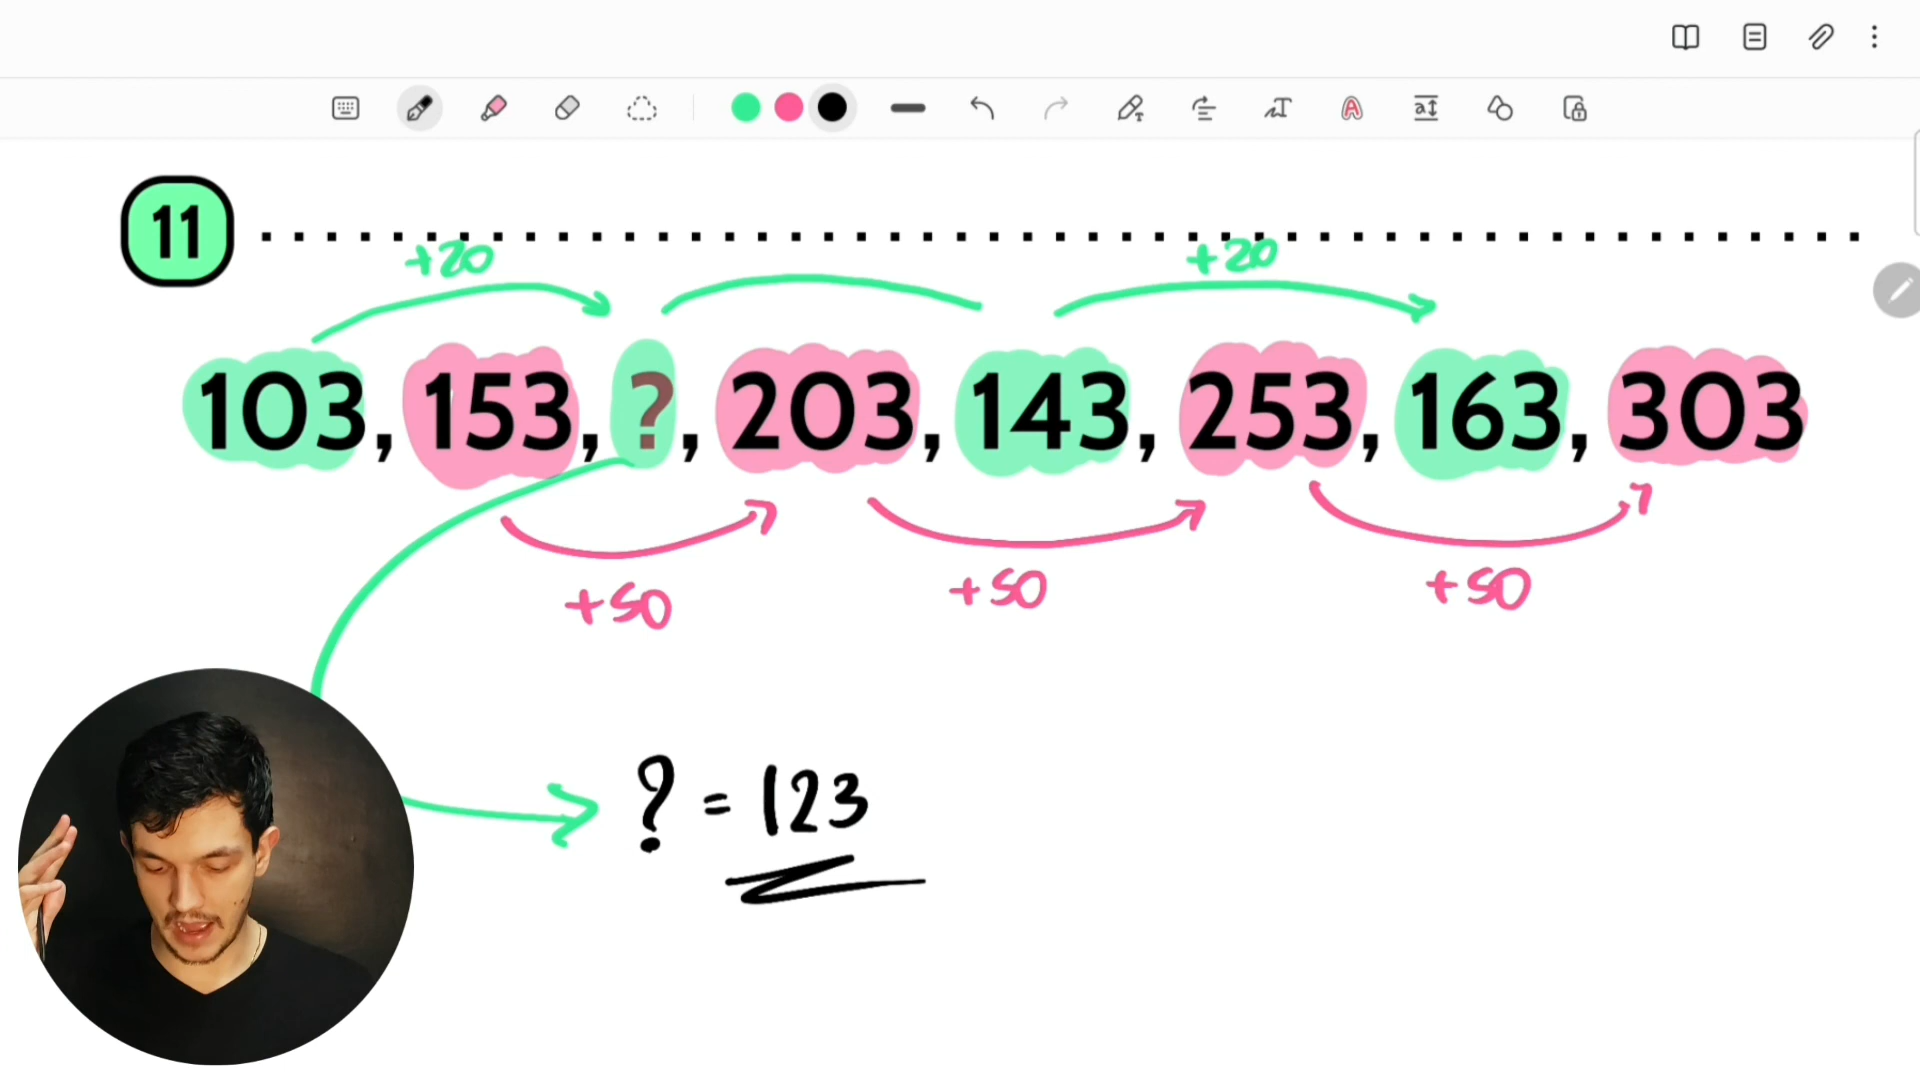 11
+20 +20
103, 153, ?, 203, 143, 253, 163, 303
+50 +50 +50
? = 123